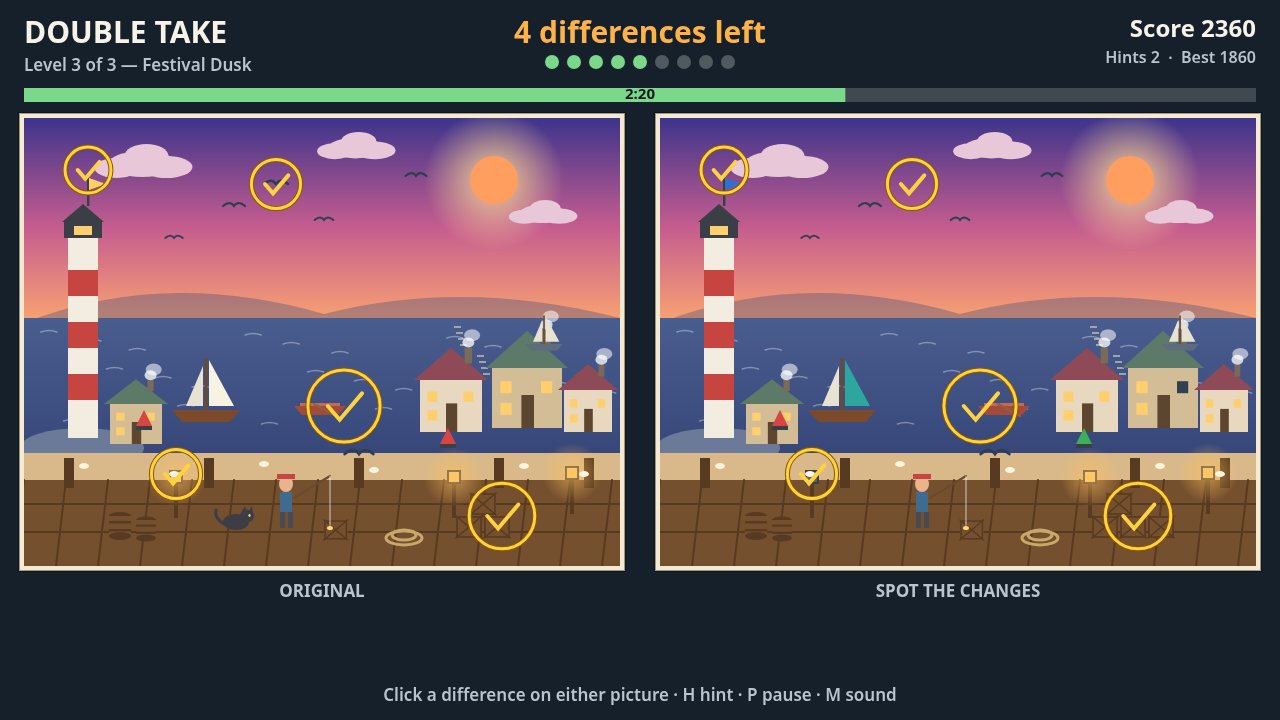 DOUBLE TAKE
Level 3 of 3 — Festival Dusk
4 differences left
Score 2360
Hints 2 · Best 1860
2:20
ORIGINAL
SPOT THE CHANGES
Click a difference on either picture · H hint · P pause · M sound